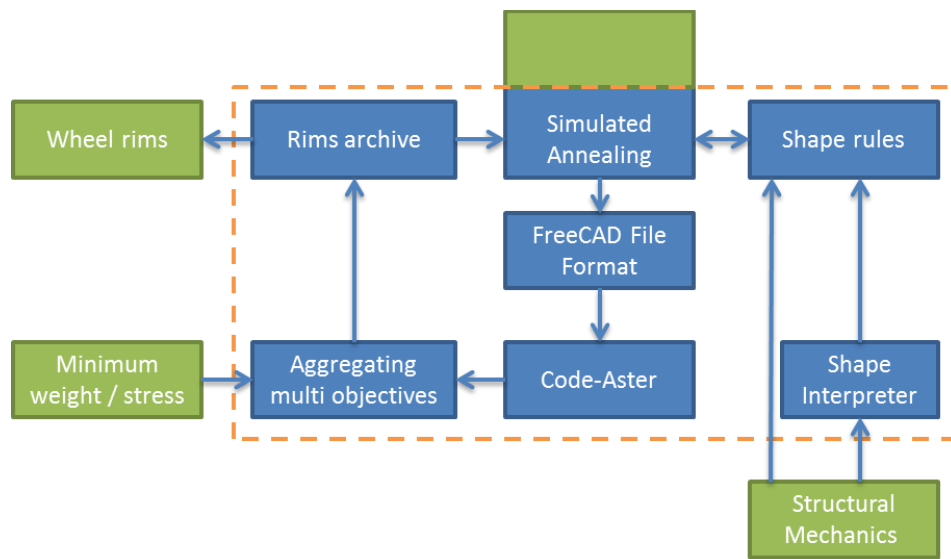 Wheel rims
Rims archive
Simulated
Annealing
Shape rules
FreeCAD File
Format
Minimum
weight / stress
Aggregating
multi objectives
Code-Aster
Shape
Interpreter
Structural
Mechanics